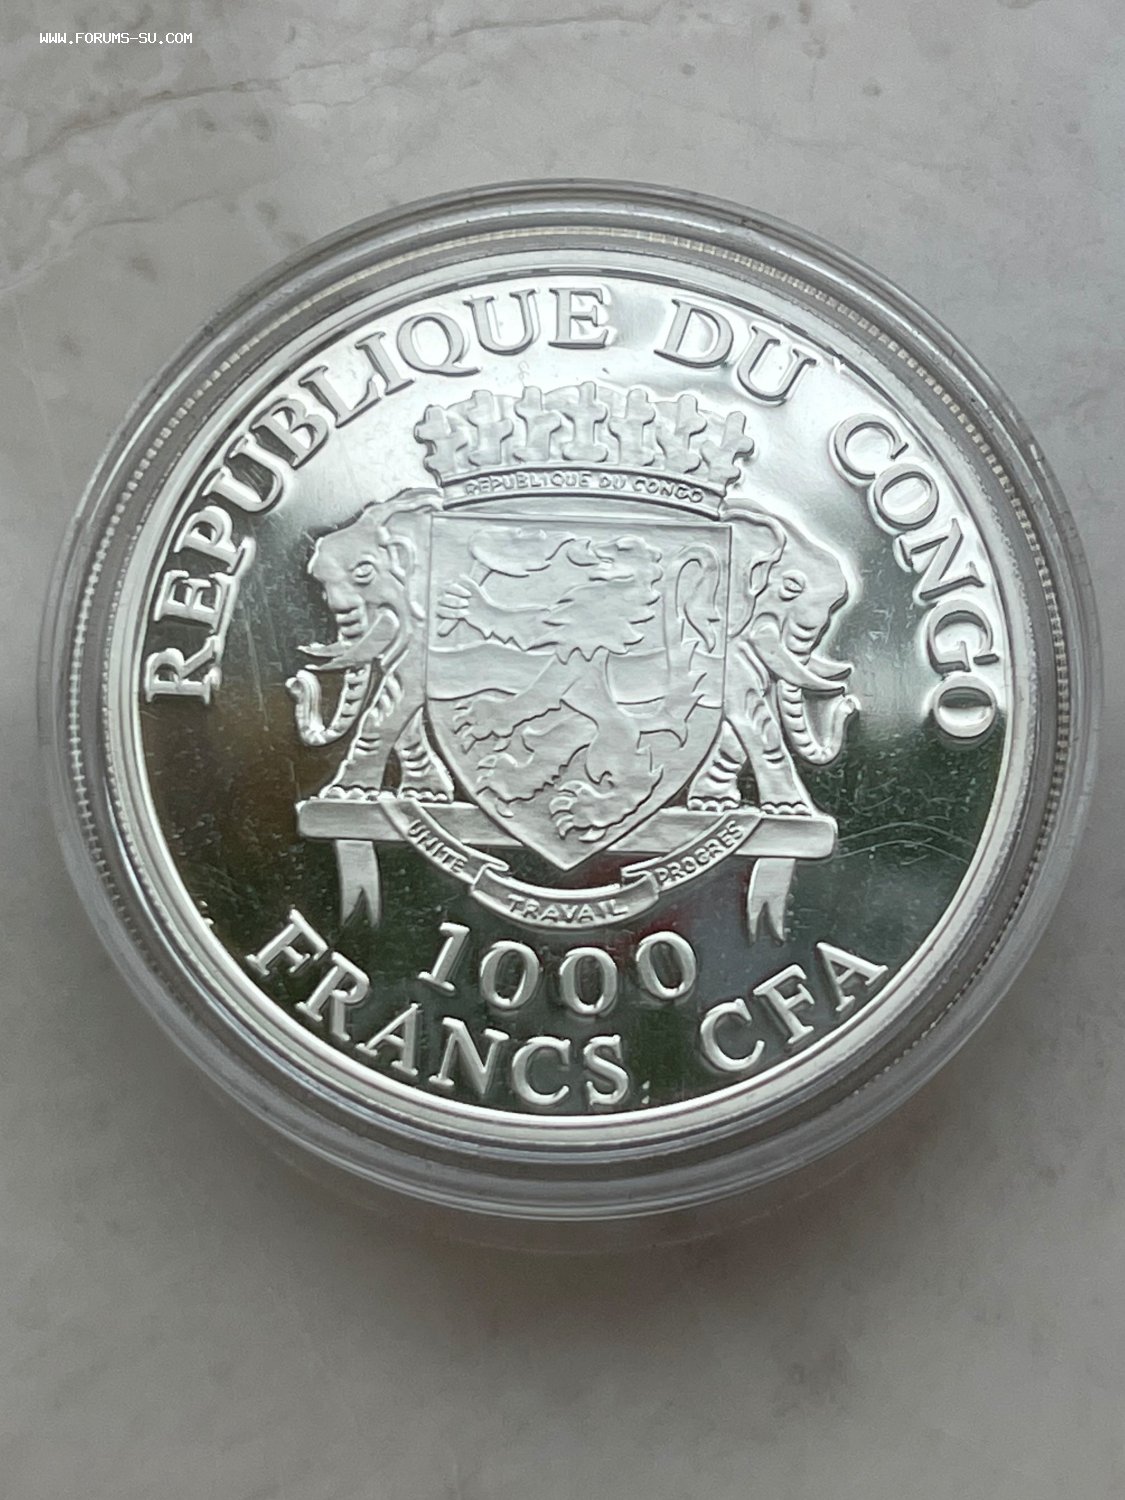 WWW.FORUMS-SU.COM
REPUBLIQUE DU CONGO
REPUBLIQUE DU CONGO
UNITE TRAVAIL PROGRES
1000
FRANCS CFA